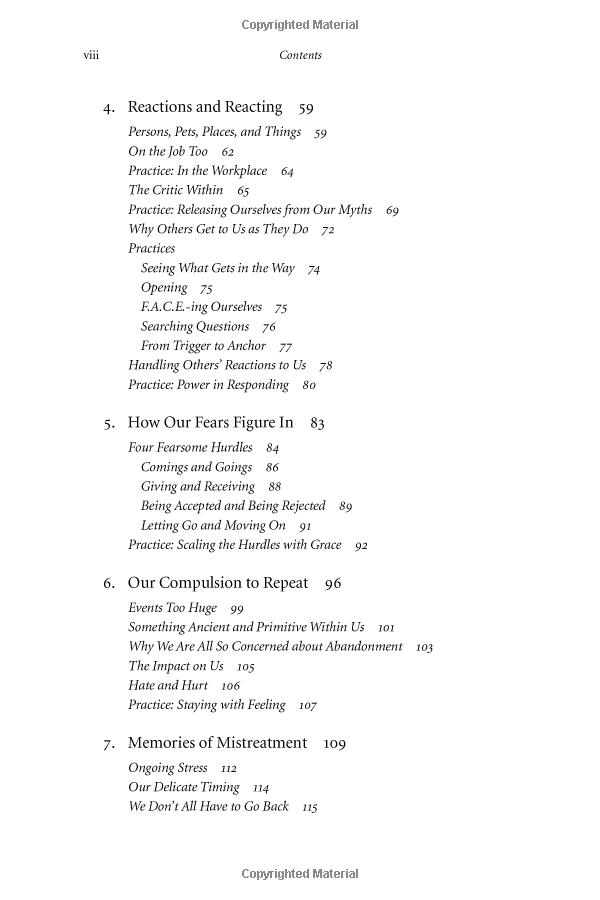 Copyrighted Material
viii Contents
4. Reactions and Reacting 59
Persons, Pets, Places, and Things 59
On the Job Too 62
Practice: In the Workplace 64
The Critic Within 65
Practice: Releasing Ourselves from Our Myths 69
Why Others Get to Us as They Do 72
Practices
Seeing What Gets in the Way 74
Opening 75
F.A.C.E.-ing Ourselves 75
Searching Questions 76
From Trigger to Anchor 77
Handling Others’ Reactions to Us 78
Practice: Power in Responding 80
5. How Our Fears Figure In 83
Four Fearsome Hurdles 84
Comings and Goings 86
Giving and Receiving 88
Being Accepted and Being Rejected 89
Letting Go and Moving On 91
Practice: Scaling the Hurdles with Grace 92
6. Our Compulsion to Repeat 96
Events Too Huge 99
Something Ancient and Primitive Within Us 101
Why We Are All So Concerned about Abandonment 103
The Impact on Us 105
Hate and Hurt 106
Practice: Staying with Feeling 107
7. Memories of Mistreatment 109
Ongoing Stress 112
Our Delicate Timing 114
We Don’t All Have to Go Back 115
Copyrighted Material